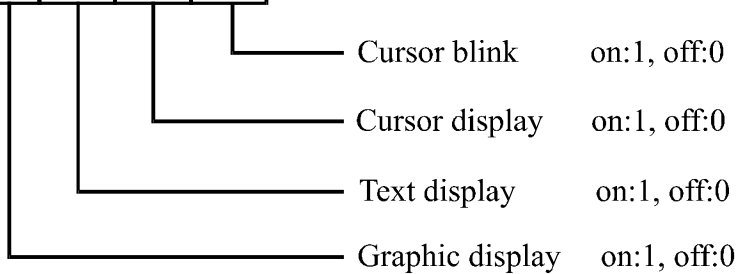 Cursor blink on:1, off:0
Cursor display on:1, off:0
Text display on:1, off:0
Graphic display on:1, off:0